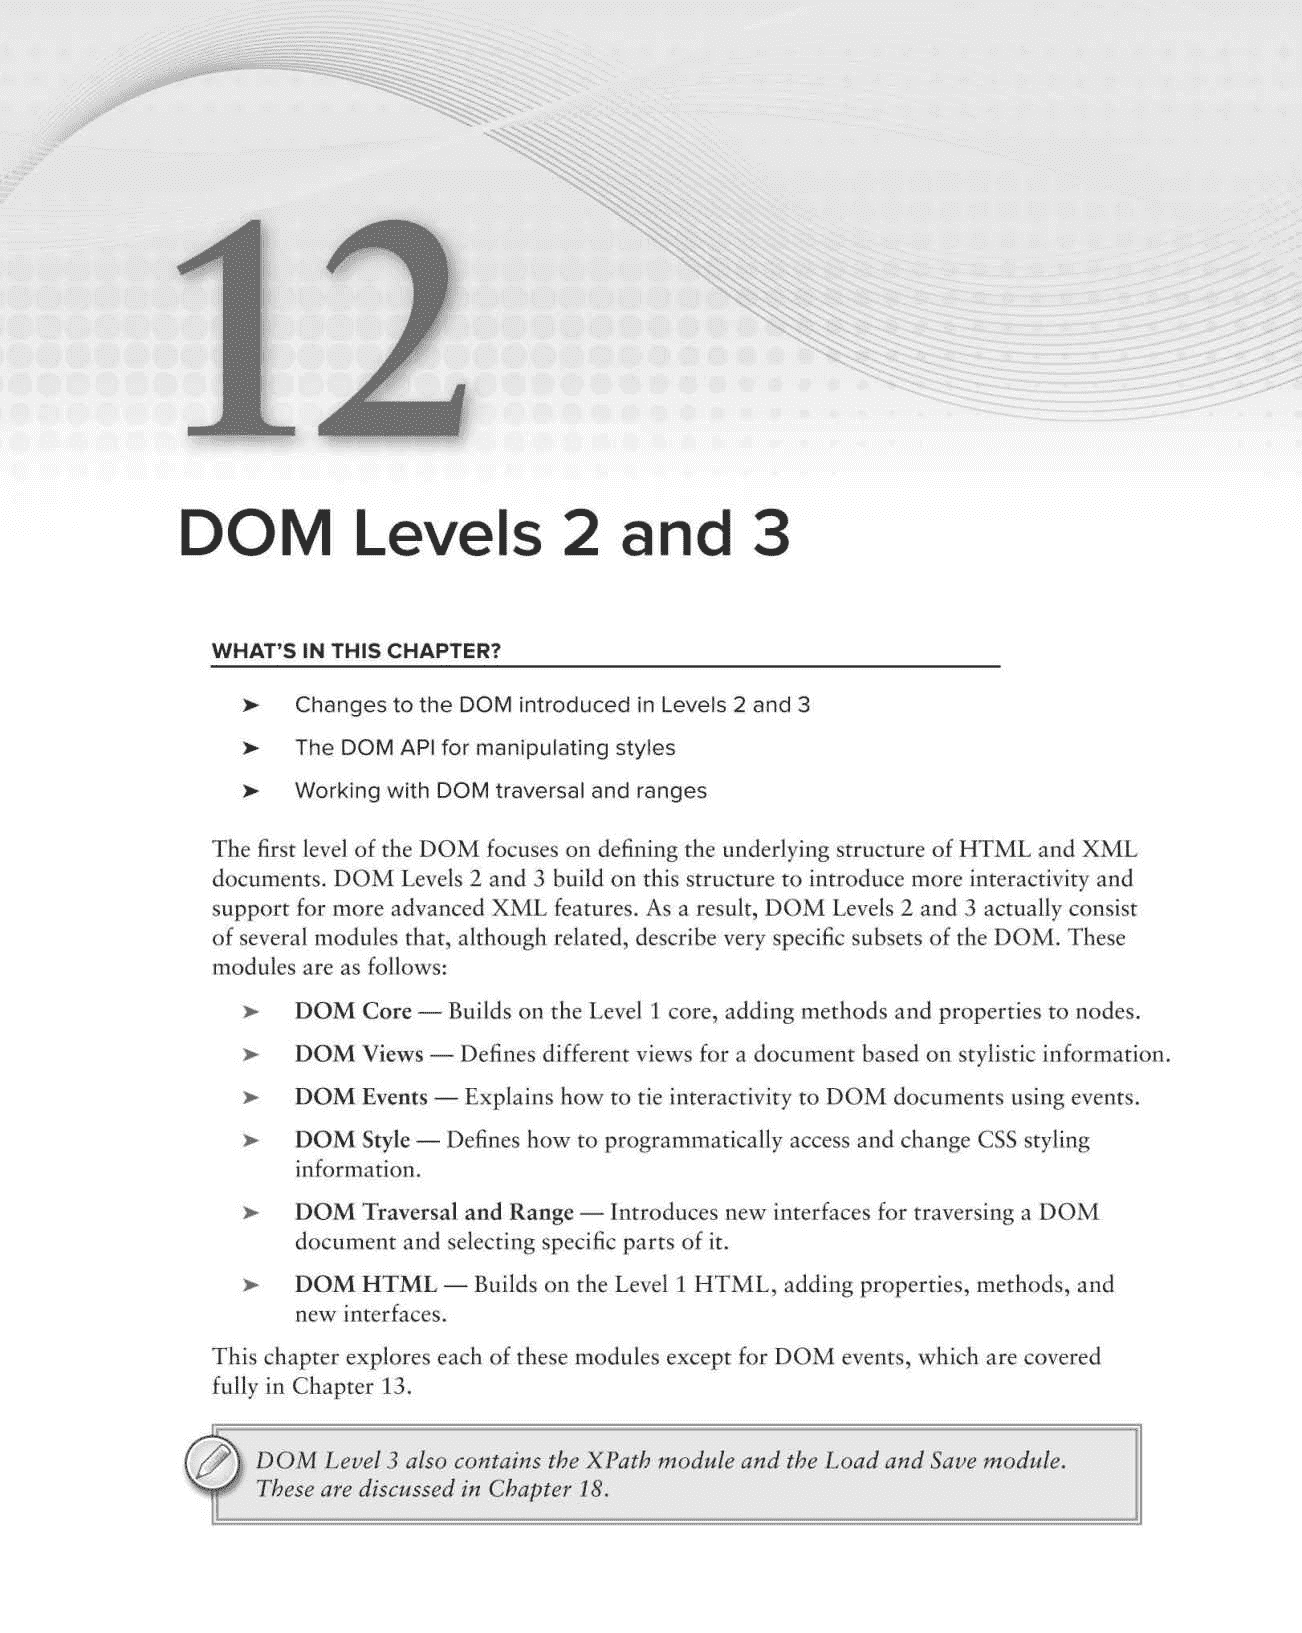 12
DOM Levels 2 and 3
WHAT'S IN THIS CHAPTER?
➤ Changes to the DOM introduced in Levels 2 and 3
➤ The DOM API for manipulating styles
➤ Working with DOM traversal and ranges
The first level of the DOM focuses on defining the underlying structure of HTML and XML
documents. DOM Levels 2 and 3 build on this structure to introduce more interactivity and
support for more advanced XML features. As a result, DOM Levels 2 and 3 actually consist
of several modules that, although related, describe very specific subsets of the DOM. These
modules are as follows:
➤ DOM Core — Builds on the Level 1 core, adding methods and properties to nodes.
➤ DOM Views — Defines different views for a document based on stylistic information.
➤ DOM Events — Explains how to tie interactivity to DOM documents using events.
➤ DOM Style — Defines how to programmatically access and change CSS styling
information.
➤ DOM Traversal and Range — Introduces new interfaces for traversing a DOM
document and selecting specific parts of it.
➤ DOM HTML — Builds on the Level 1 HTML, adding properties, methods, and
new interfaces.
This chapter explores each of these modules except for DOM events, which are covered
fully in Chapter 13.
DOM Level 3 also contains the XPath module and the Load and Save module.
These are discussed in Chapter 18.